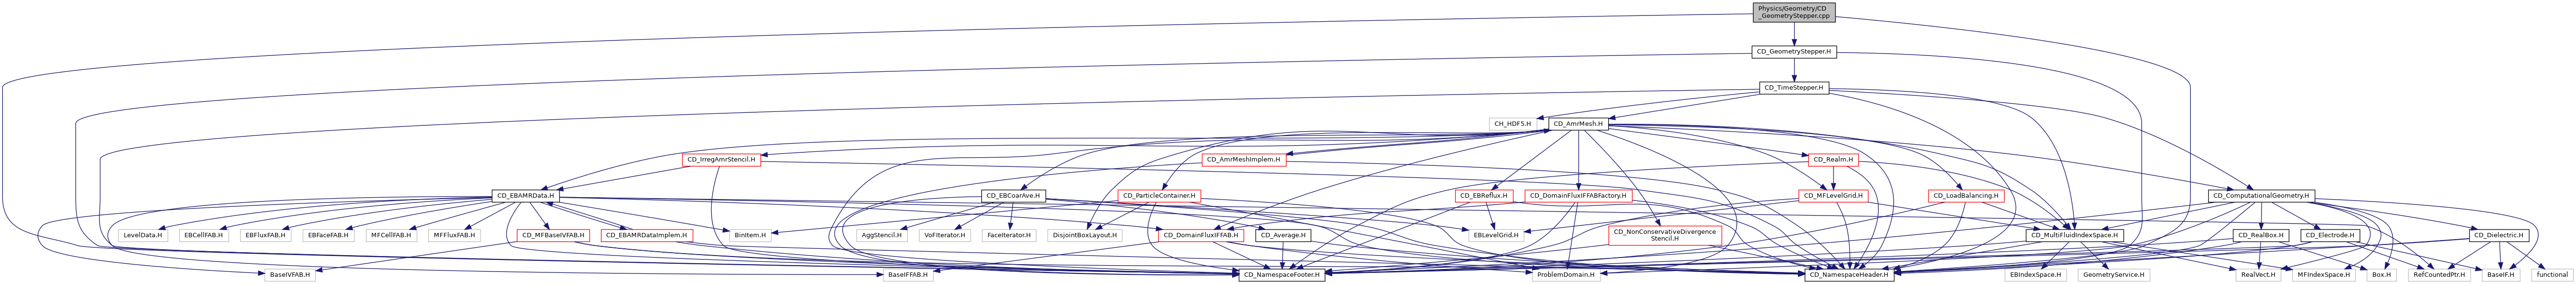 Physics/Geometry/CD
_GeometryStepper.cpp
CD_GeometryStepper.H
CD_TimeStepper.H
CH_HDF5.H
CD_AmrMesh.H
CD_IrregAmrStencil.H
CD_AmrMeshImplem.H
CD_Realm.H
CD_EBAMRData.H
CD_EBCoarAve.H
CD_ParticleContainer.H
CD_EBReflux.H
CD_DomainFluxIFFABFactory.H
CD_MFLevelGrid.H
CD_LoadBalancing.H
CD_ComputationalGeometry.H
LevelData.H
EBCellFAB.H
EBFluxFAB.H
EBFaceFAB.H
MFCellFAB.H
MFFluxFAB.H
CD_MFBaseIVFAB.H
CD_EBAMRDataImplem.H
BinItem.H
AggStencil.H
VoFIterator.H
FaceIterator.H
DisjointBoxLayout.H
CD_DomainFluxIFFAB.H
CD_Average.H
EBLevelGrid.H
CD_NonConservativeDivergence
Stencil.H
CD_MultiFluidIndexSpace.H
CD_RealBox.H
CD_Electrode.H
CD_Dielectric.H
BaseIVFAB.H
BaseIFFAB.H
CD_NamespaceFooter.H
ProblemDomain.H
CD_NamespaceHeader.H
EBIndexSpace.H
GeometryService.H
RealVect.H
MFIndexSpace.H
Box.H
RefCountedPtr.H
BaseIF.H
functional